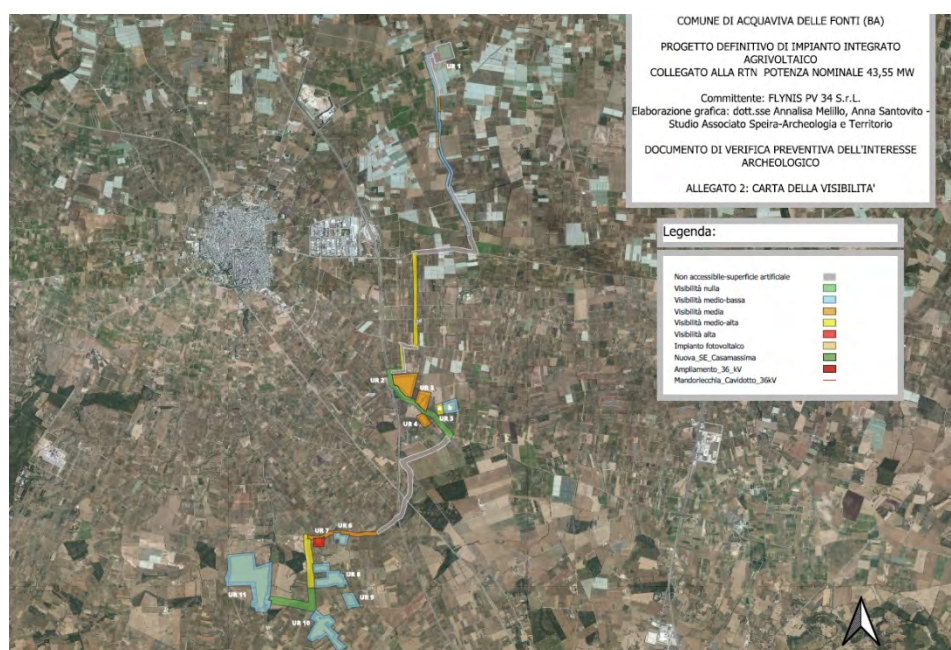 COMUNE DI ACQUAVIVA DELLE FONTI (BA)
PROGETTO DEFINITIVO DI IMPIANTO INTEGRATO
AGRIVOLTAICO
COLLEGATO ALLA RTN POTENZA NOMINALE 43,55 MW
Committente: FLYNIS PV 34 S.r.L.
Elaborazione grafica: dott.sse Annalisa Melillo, Anna Santovito -
Studio Associato Speira-Archeologia e Territorio
DOCUMENTO DI VERIFICA PREVENTIVA DELL'INTERESSE
ARCHEOLOGICO
ALLEGATO 2: CARTA DELLA VISIBILITA'
Legenda:
Non accessibile-superficie artificiale
Visibilità nulla
Visibilità medio-bassa
Visibilità media
Visibilità medio-alta
Visibilità alta
Impianto fotovoltaico
Nuova_SE_Casamassima
Ampliamento_36_kV
Mandoriecchia_Cavidotto_36kV
UR 1
UR 2
UR 3
UR 3
UR 4
UR 7
UR 6
UR 8
UR 11
UR 9
UR 10